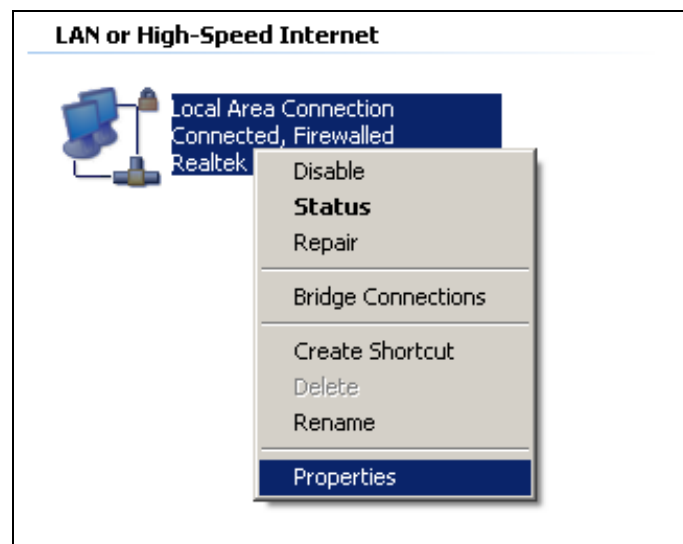 LAN or High-Speed Internet
Local Area Connection
Connected, Firewalled
Realtek
Disable
Status
Repair
Bridge Connections
Create Shortcut
Delete
Rename
Properties